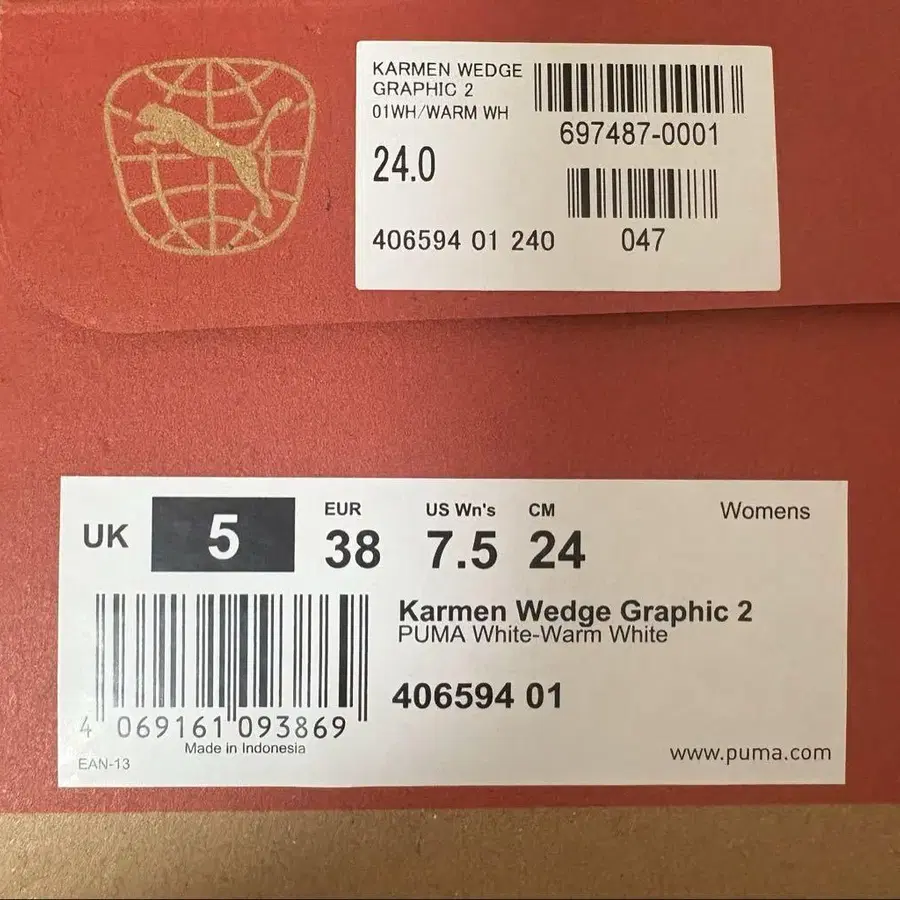 KARMEN WEDGE
GRAPHIC 2
01WH/WARM WH
697487-0001
24.0
406594 01 240
047
UK 5
EUR 38
US Wn's 7.5
CM 24
Womens
Karmen Wedge Graphic 2
PUMA White-Warm White
406594 01
4 069161 093869
Made in Indonesia
EAN-13
www.puma.com